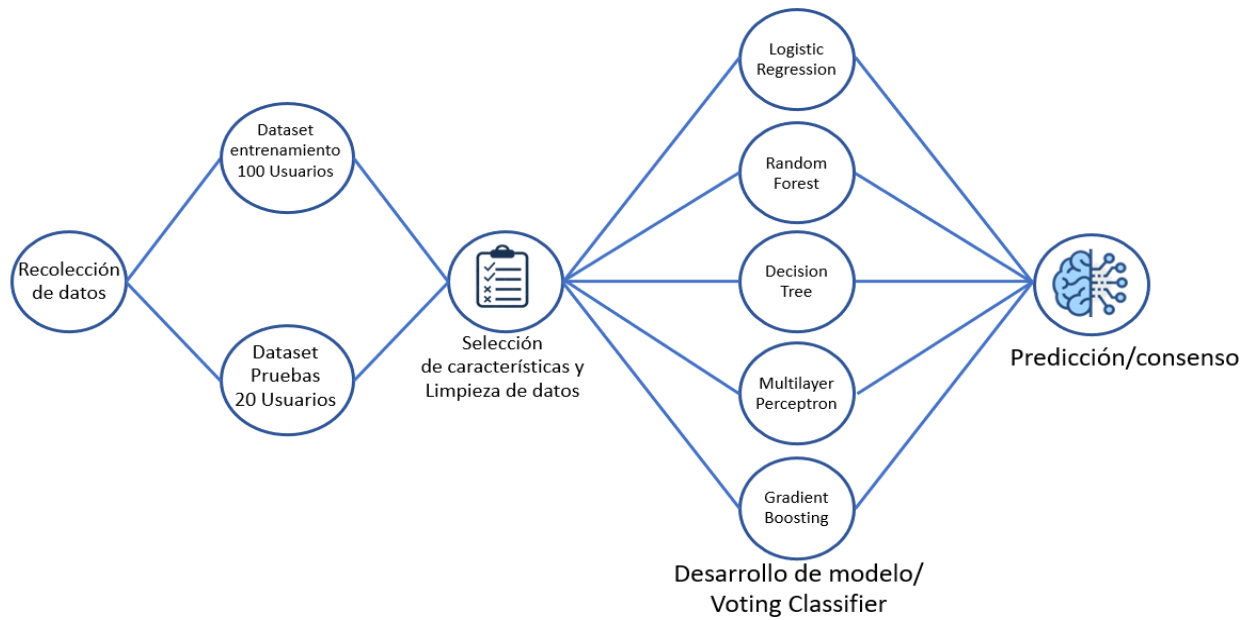 Recolección
de datos
Dataset
entrenamiento
100 Usuarios
Dataset
Pruebas
20 Usuarios
Selección
de características y
Limpieza de datos
Logistic
Regression
Random
Forest
Decision
Tree
Multilayer
Perceptron
Gradient
Boosting
Desarrollo de modelo/
Voting Classifier
Predicción/consenso